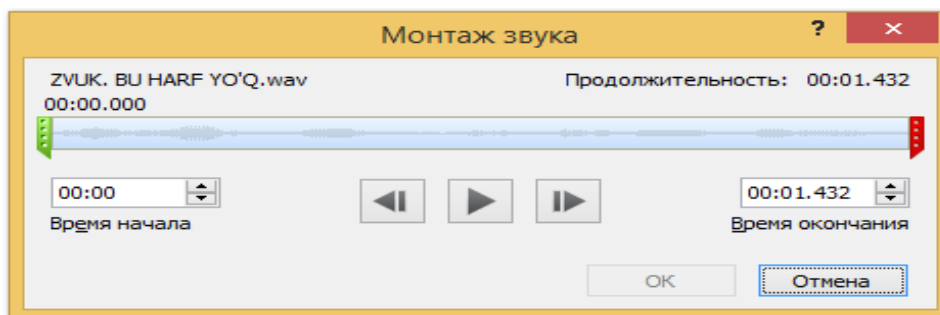 Монтаж звука ?
ZVUK. BU HARF YO'Q.wav Продолжительность: 00:01.432
00:00.000
00:00 00:01.432
Время начала Время окончания
ОК Отмена